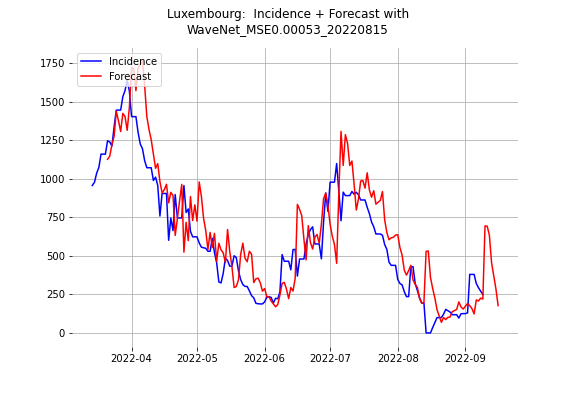 Luxembourg:  Incidence + Forecast with
WaveNet_MSE0.00053_20220815
Incidence
Forecast
1750
1500
1250
1000
750
500
250
0
2022-04 2022-05 2022-06 2022-07 2022-08 2022-09